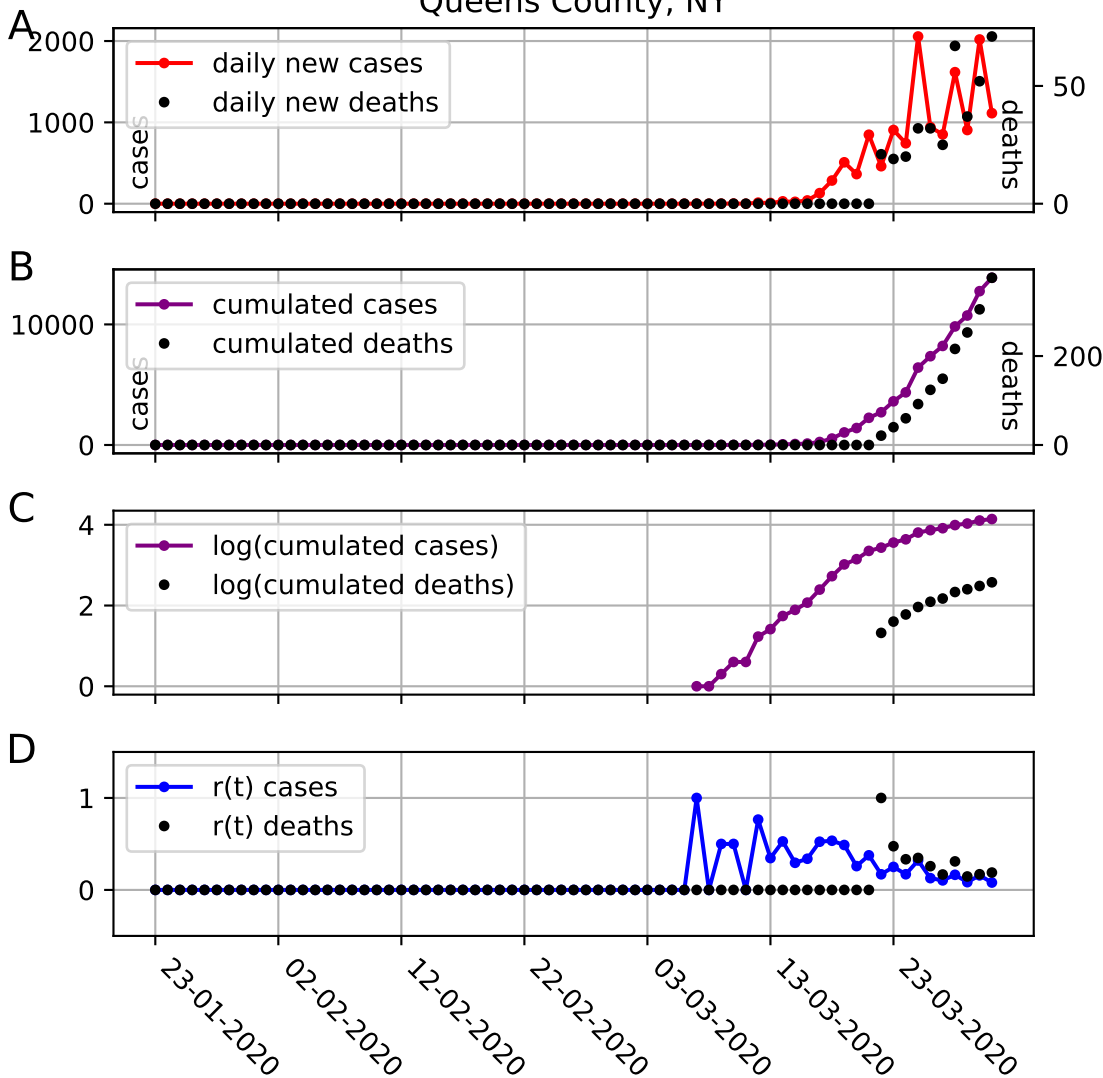 Queens County, NY
A
2000
1000
0
cases
daily new cases
daily new deaths
50
0
deaths
B
10000
0
cases
cumulated cases
cumulated deaths
200
0
deaths
C
4
2
0
log(cumulated cases)
log(cumulated deaths)
D
1
0
r(t) cases
r(t) deaths
23-01-2020
02-02-2020
12-02-2020
22-02-2020
03-03-2020
13-03-2020
23-03-2020